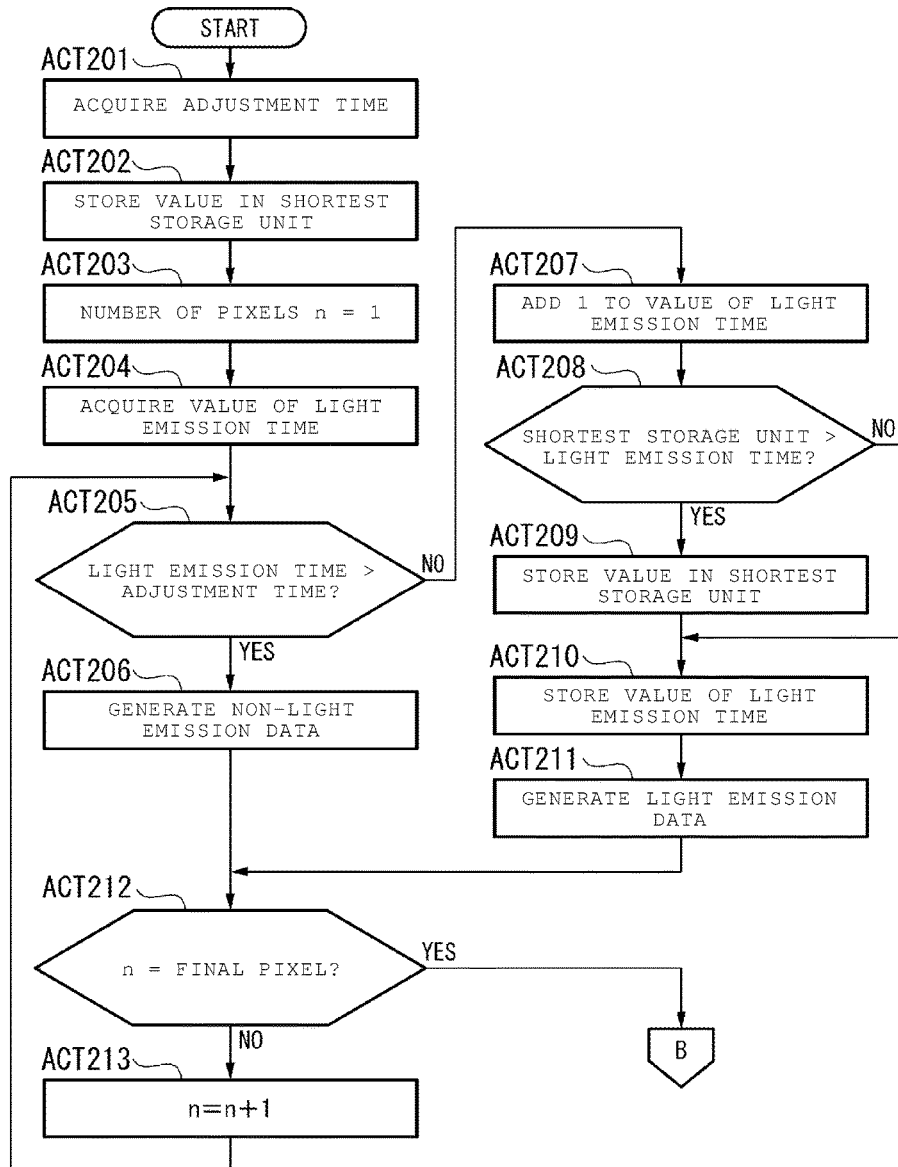 START
ACT201
ACQUIRE ADJUSTMENT TIME
ACT202
STORE VALUE IN SHORTEST
STORAGE UNIT
ACT203
NUMBER OF PIXELS n = 1
ACT204
ACQUIRE VALUE OF LIGHT
EMISSION TIME
ACT205
LIGHT EMISSION TIME >
ADJUSTMENT TIME?
NO
YES
ACT206
GENERATE NON-LIGHT
EMISSION DATA
ACT207
ADD 1 TO VALUE OF LIGHT
EMISSION TIME
ACT208
SHORTEST STORAGE UNIT >
LIGHT EMISSION TIME?
NO
YES
ACT209
STORE VALUE IN SHORTEST
STORAGE UNIT
ACT210
STORE VALUE OF LIGHT
EMISSION TIME
ACT211
GENERATE LIGHT EMISSION
DATA
ACT212
n = FINAL PIXEL?
YES
NO
B
ACT213
n=n+1